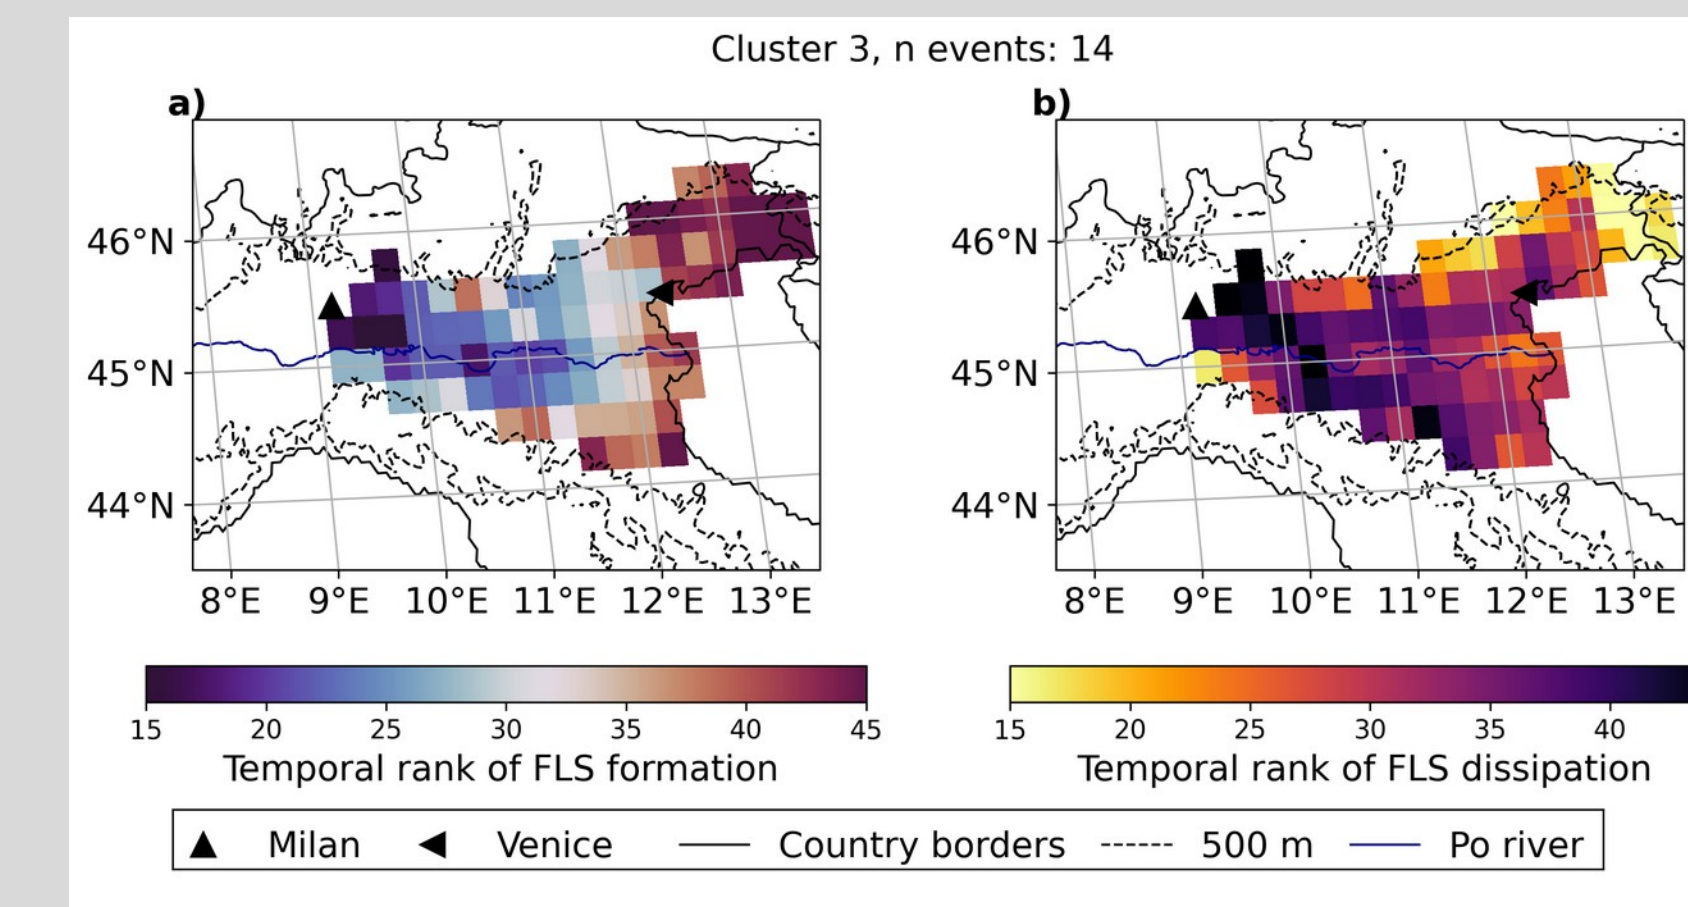 Cluster 3, n events: 14
a)
b)
46°N
45°N
44°N
8°E 9°E 10°E 11°E 12°E 13°E
46°N
45°N
44°N
8°E 9°E 10°E 11°E 12°E 13°E
15 20 25 30 35 40 45
Temporal rank of FLS formation
15 20 25 30 35 40
Temporal rank of FLS dissipation
Milan Venice Country borders 500 m Po river